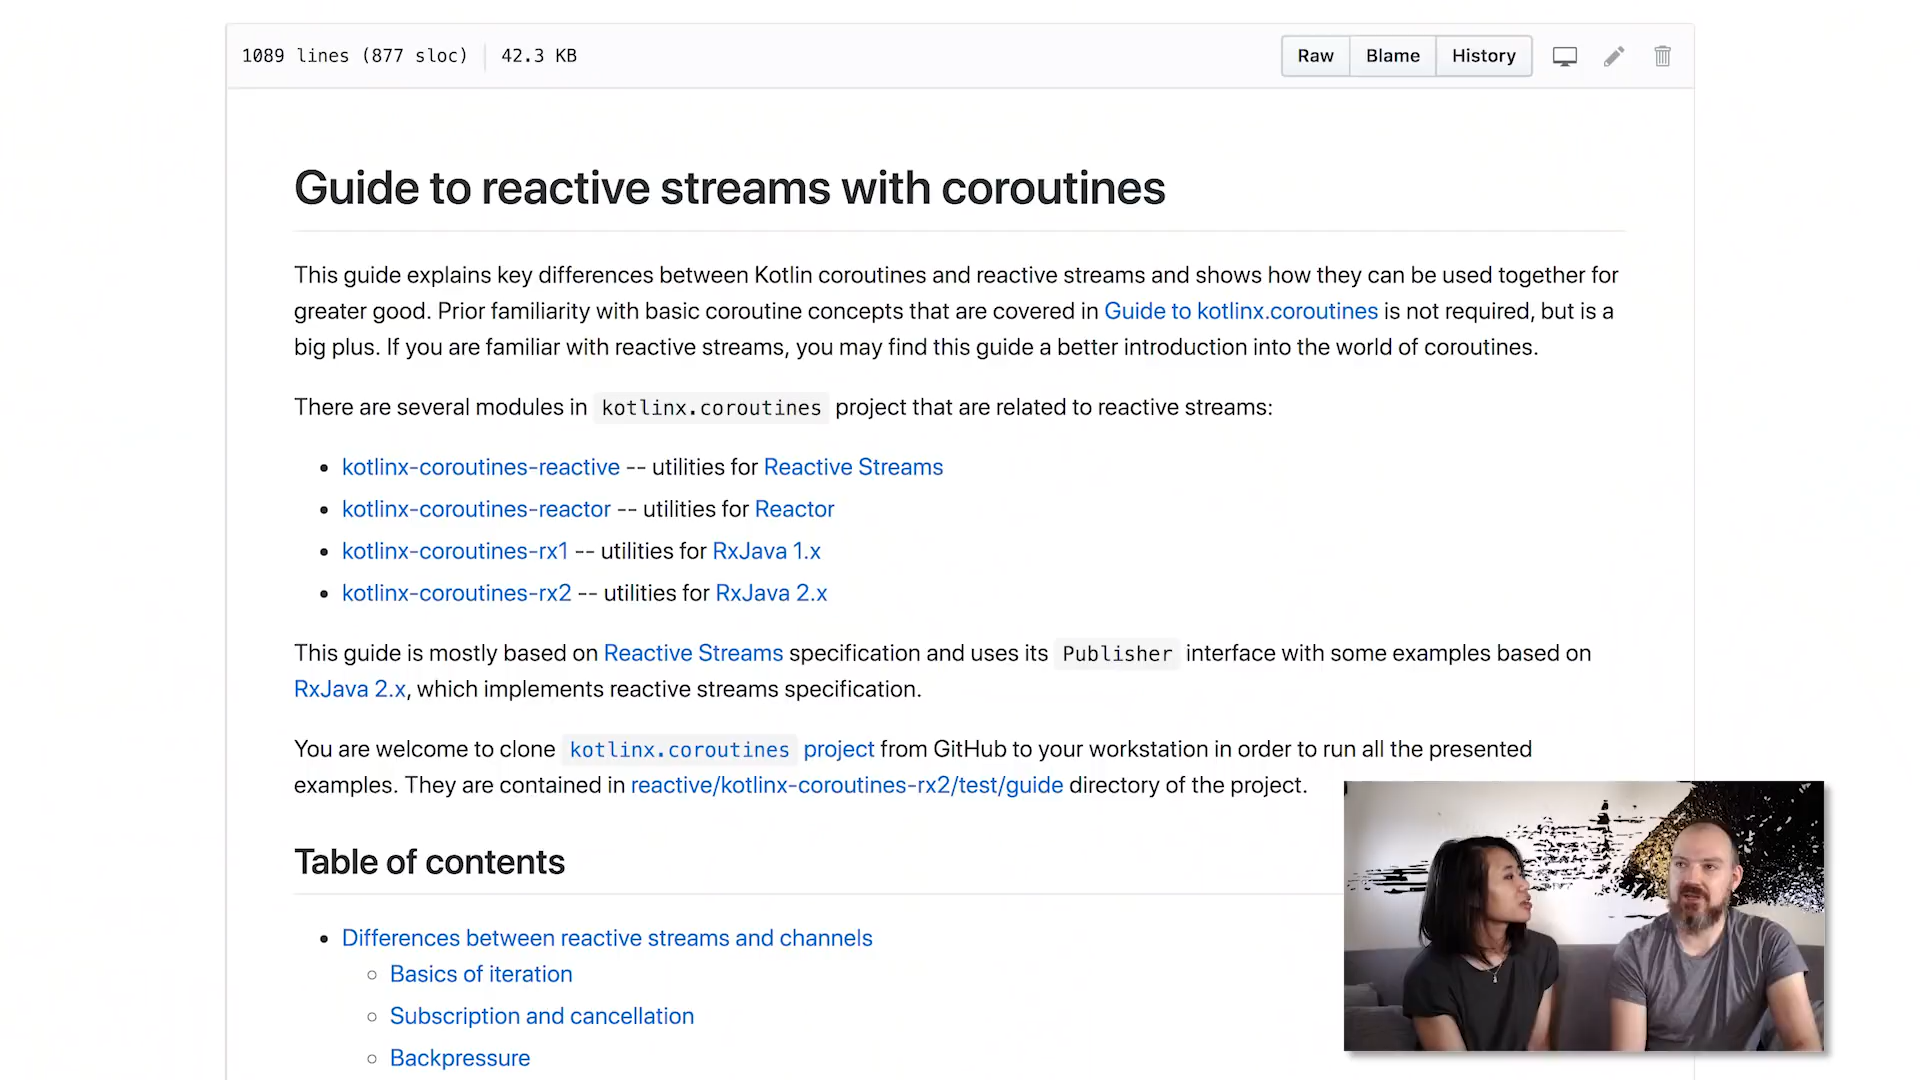 1089 lines (877 sloc) 42.3 KB Raw Blame History
Guide to reactive streams with coroutines
This guide explains key differences between Kotlin coroutines and reactive streams and shows how they can be used together for
greater good. Prior familiarity with basic coroutine concepts that are covered in Guide to kotlinx.coroutines is not required, but is a
big plus. If you are familiar with reactive streams, you may find this guide a better introduction into the world of coroutines.
There are several modules in kotlinx.coroutines project that are related to reactive streams:
• kotlinx-coroutines-reactive -- utilities for Reactive Streams
• kotlinx-coroutines-reactor -- utilities for Reactor
• kotlinx-coroutines-rx1 -- utilities for RxJava 1.x
• kotlinx-coroutines-rx2 -- utilities for RxJava 2.x
This guide is mostly based on Reactive Streams specification and uses its Publisher interface with some examples based on
RxJava 2.x, which implements reactive streams specification.
You are welcome to clone kotlinx.coroutines project from GitHub to your workstation in order to run all the presented
examples. They are contained in reactive/kotlinx-coroutines-rx2/test/guide directory of the project.
Table of contents
• Differences between reactive streams and channels
◦ Basics of iteration
◦ Subscription and cancellation
◦ Backpressure